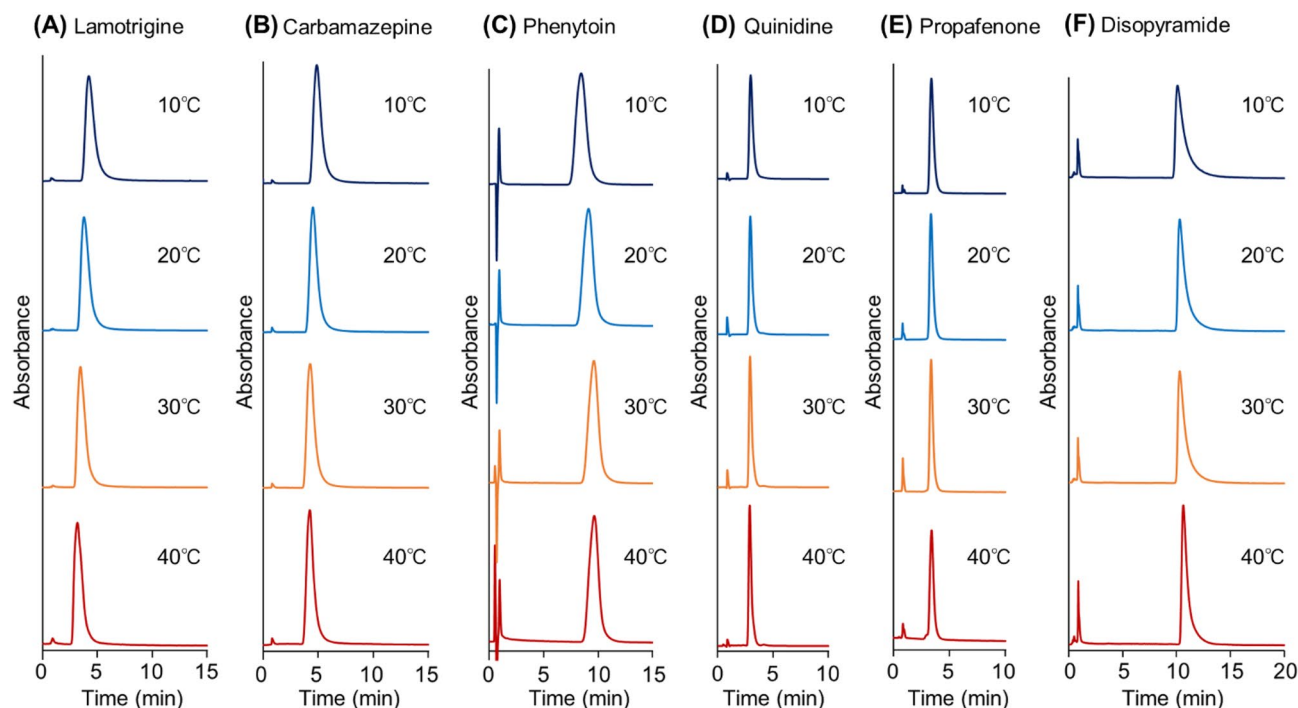 (A) Lamotrigine
10℃
20℃
30℃
40℃
Absorbance
0 5 10 15
Time (min)
(B) Carbamazepine
10℃
20℃
30℃
40℃
Absorbance
0 5 10 15
Time (min)
(C) Phenytoin
10℃
20℃
30℃
40℃
Absorbance
0 5 10 15
Time (min)
(D) Quinidine
10℃
20℃
30℃
40℃
Absorbance
0 5 10
Time (min)
(E) Propafenone
10℃
20℃
30℃
40℃
Absorbance
0 5 10
Time (min)
(F) Disopyramide
10℃
20℃
30℃
40℃
Absorbance
0 5 10 15 20
Time (min)